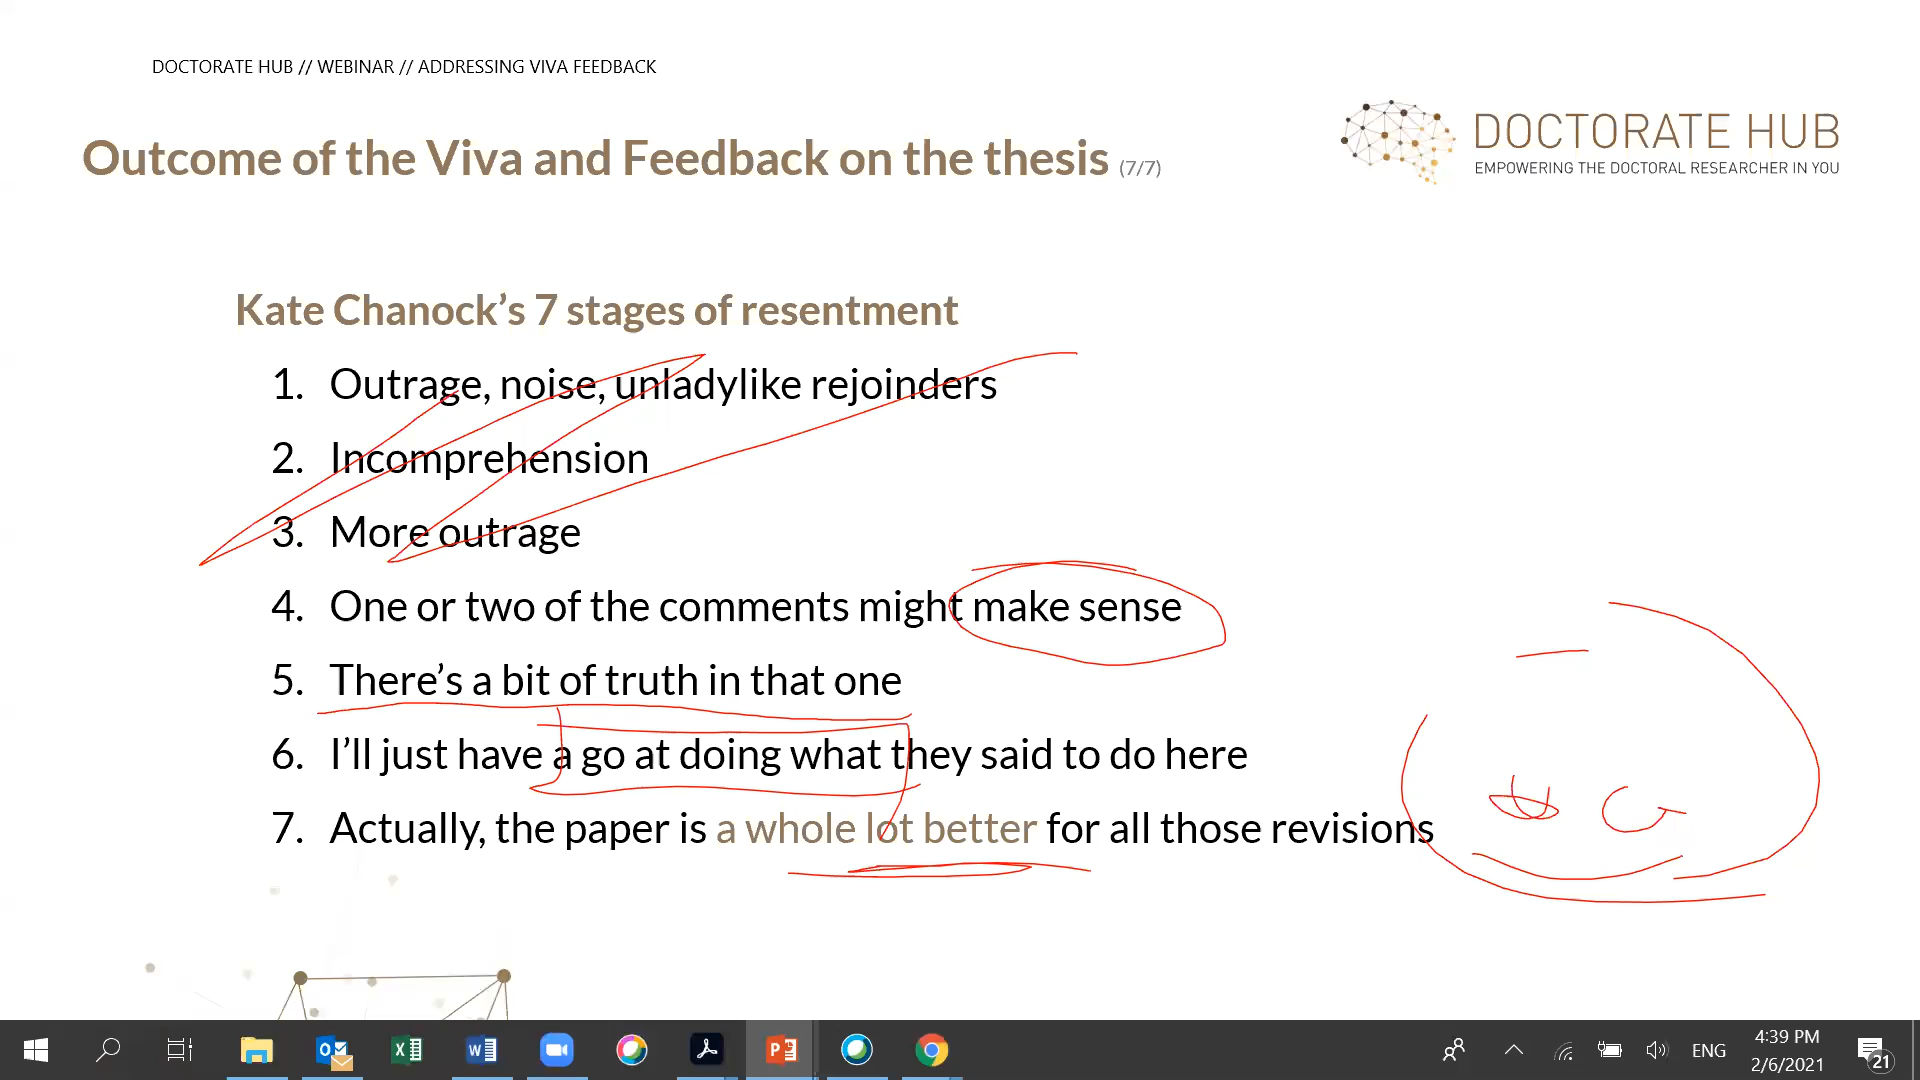 DOCTORATE HUB // WEBINAR // ADDRESSING VIVA FEEDBACK
Outcome of the Viva and Feedback on the thesis (7/7)
DOCTORATE HUB
EMPOWERING THE DOCTORAL RESEARCHER IN YOU
Kate Chanock’s 7 stages of resentment
1. Outrage, noise, unladylike rejoinders
2. Incomprehension
3. More outrage
4. One or two of the comments might make sense
5. There’s a bit of truth in that one
6. I’ll just have a go at doing what they said to do here
7. Actually, the paper is a whole lot better for all those revisions
ENG
4:39 PM
2/6/2021
21